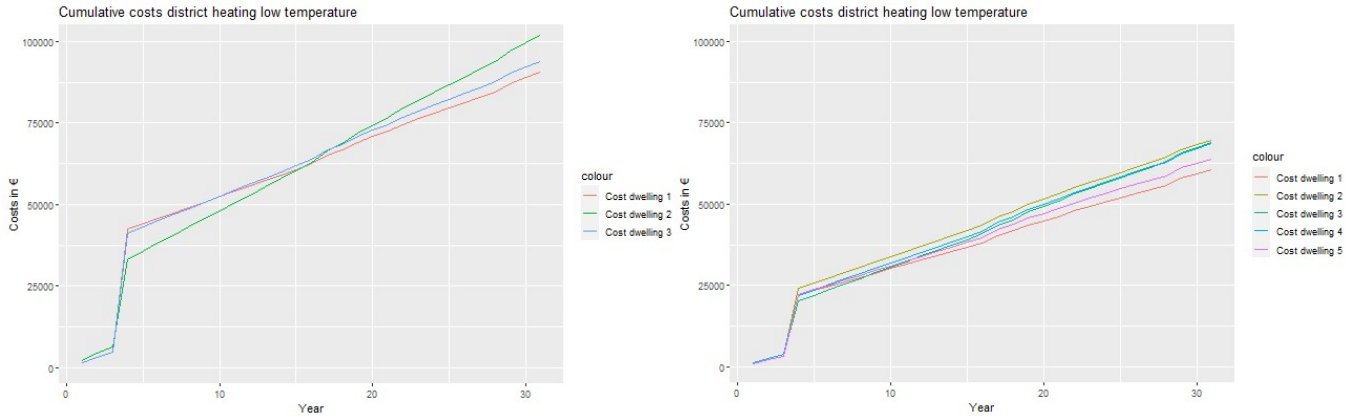 Cumulative costs district heating low temperature
100000
75000
50000
25000
0
Costs in €
0
10
20
30
Year
colour
Cost dwelling 1
Cost dwelling 2
Cost dwelling 3
Cumulative costs district heating low temperature
100000
75000
50000
25000
0
Costs in €
0
10
20
30
Year
colour
Cost dwelling 1
Cost dwelling 2
Cost dwelling 3
Cost dwelling 4
Cost dwelling 5